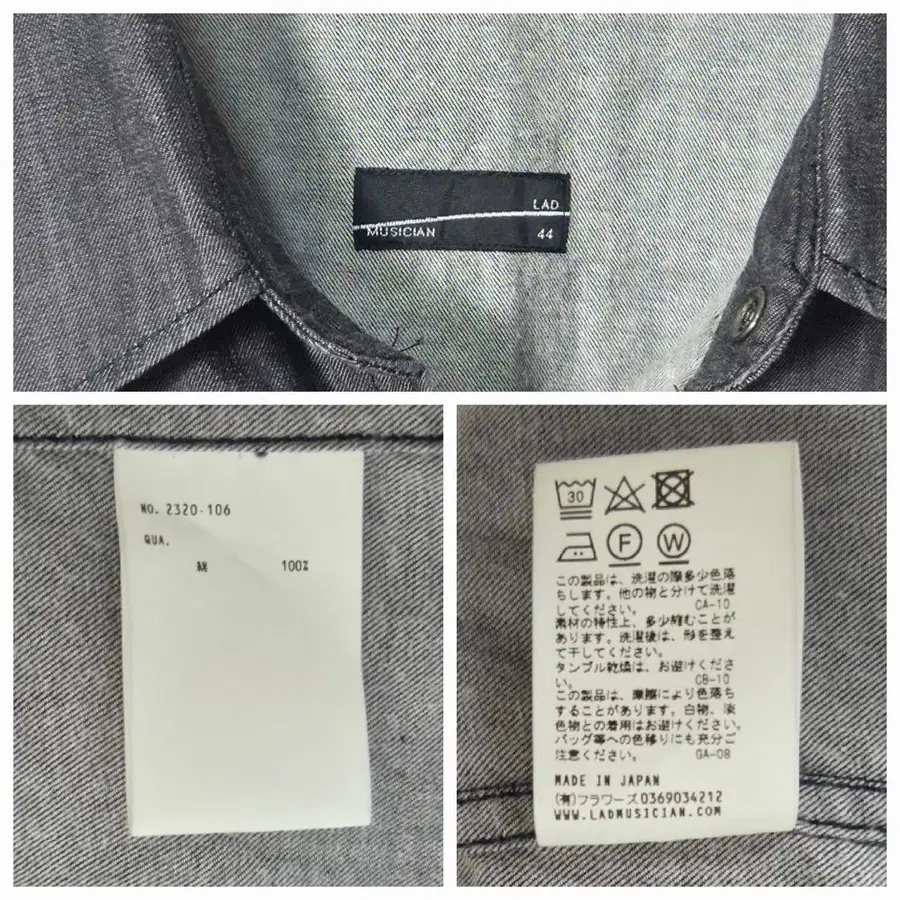 LAD
MUSICIAN 44
NO. 2320-106
QUA.
綿 100%
30
F W
この製品は、洗濯の際多少色落
ちします。他の物と分けて洗濯
してください。 CA-10
素材の特性上、多少縮むことが
あります。洗濯後は、形を整え
て干してください。
タンブル乾燥は、お避けくださ
い。 CB-10
この製品は、摩擦により色落ち
することがあります。白物、淡
色物との着用はお避けください。
バッグ等への色移りにも充分ご
注意ください。 GA-08
MADE IN JAPAN
(有)フラワーズ0369034212
WWW.LADMUSICIAN.COM